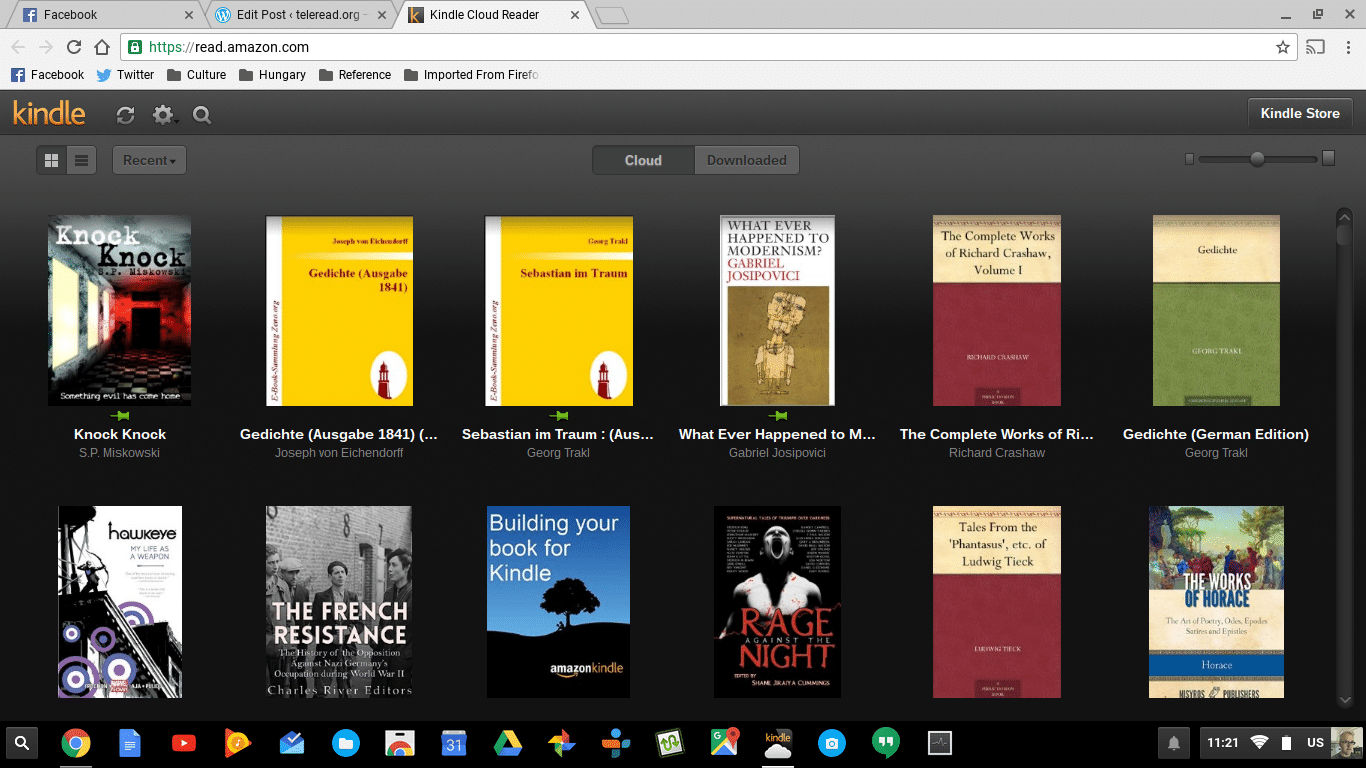 Facebook
Edit Post ‹ teleread.org –
Kindle Cloud Reader
https://read.amazon.com
Facebook
Twitter
Culture
Hungary
Reference
Imported From Firefo
kindle
Kindle Store
Recent
Cloud
Downloaded
Knock
Knock
S.P. Miskowski
Something evil has come home
Joseph von Eichendorff
Gedichte (Ausgabe
1841)
E-Book-Sammlung Zeno.org
Georg Trakl
Sebastian im Traum
E-Book-Sammlung Zeno.org
WHAT EVER
HAPPENED TO
MODERNISM?
GABRIEL
JOSIPOVICI
The Complete Works
of Richard Crashaw,
Volume I
RICHARD CRASHAW
A
PUBLIC DOMAIN
BOOK
Gedichte
GEORG TRAKL
Knock Knock
S.P. Miskowski
Gedichte (Ausgabe 1841) (...
Joseph von Eichendorff
Sebastian im Traum : (Aus...
Georg Trakl
What Ever Happened to M...
Gabriel Josipovici
The Complete Works of Ri...
Richard Crashaw
Gedichte (German Edition)
Georg Trakl
HAWKEYE
MY LIFE AS
A WEAPON
FRACTION
AJA
THE FRENCH
RESISTANCE
The History of the Opposition
Against Nazi Germany's
Occupation during World War II
Charles River Editors
Building your
book for
Kindle
amazonkindle
SUPERNATURAL TALES OF TRIUMPH OVER DARKNESS
RAGE
AGAINST THE
NIGHT
EDITED BY
SHANE JIRAIYA CUMMINGS
Tales From the
'Phantasus', etc. of
Ludwig Tieck
LUDWIG TIECK
A
PUBLIC DOMAIN
BOOK
THE WORKS
OF HORACE
The Art of Poetry, Odes, Epodes
Satires and Epistles
Horace
MISYROS
PUBLISHERS
31
kindle
11:21
US